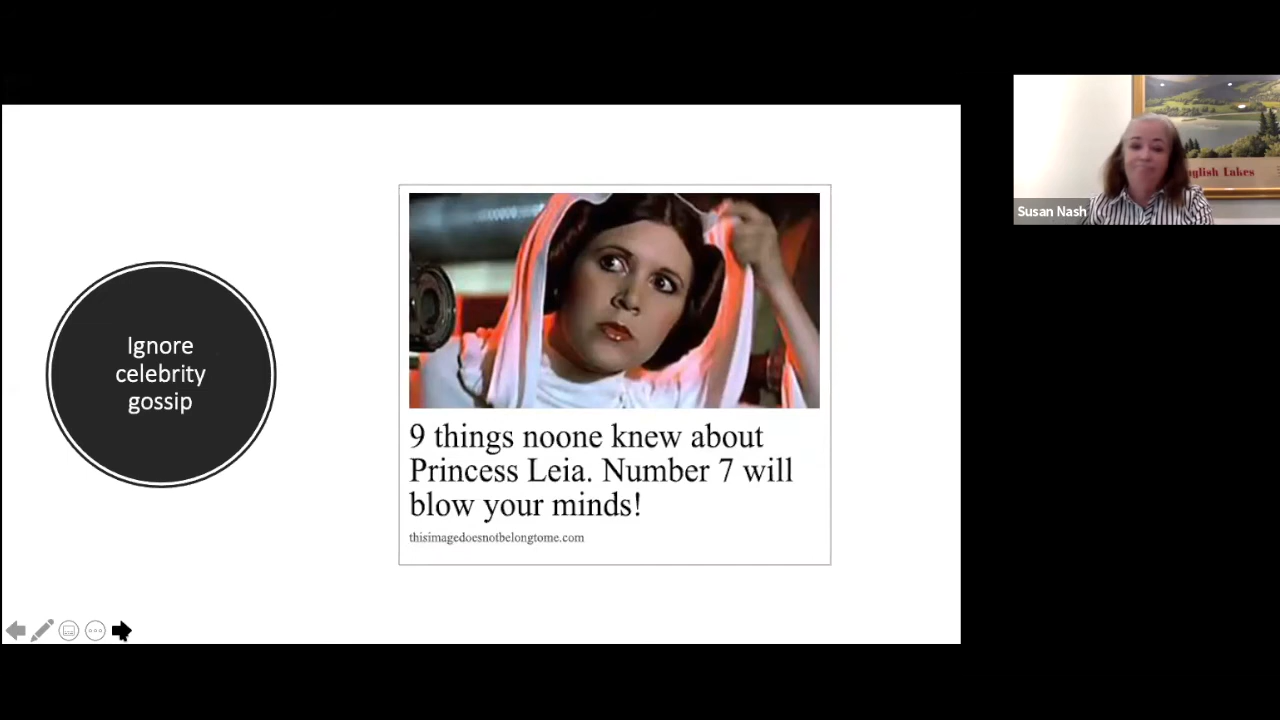 Ignore
celebrity
gossip
9 things noone knew about
Princess Leia. Number 7 will
blow your minds!
thisimagedoesnotbelongtome.com
Susan Nash
Lakes